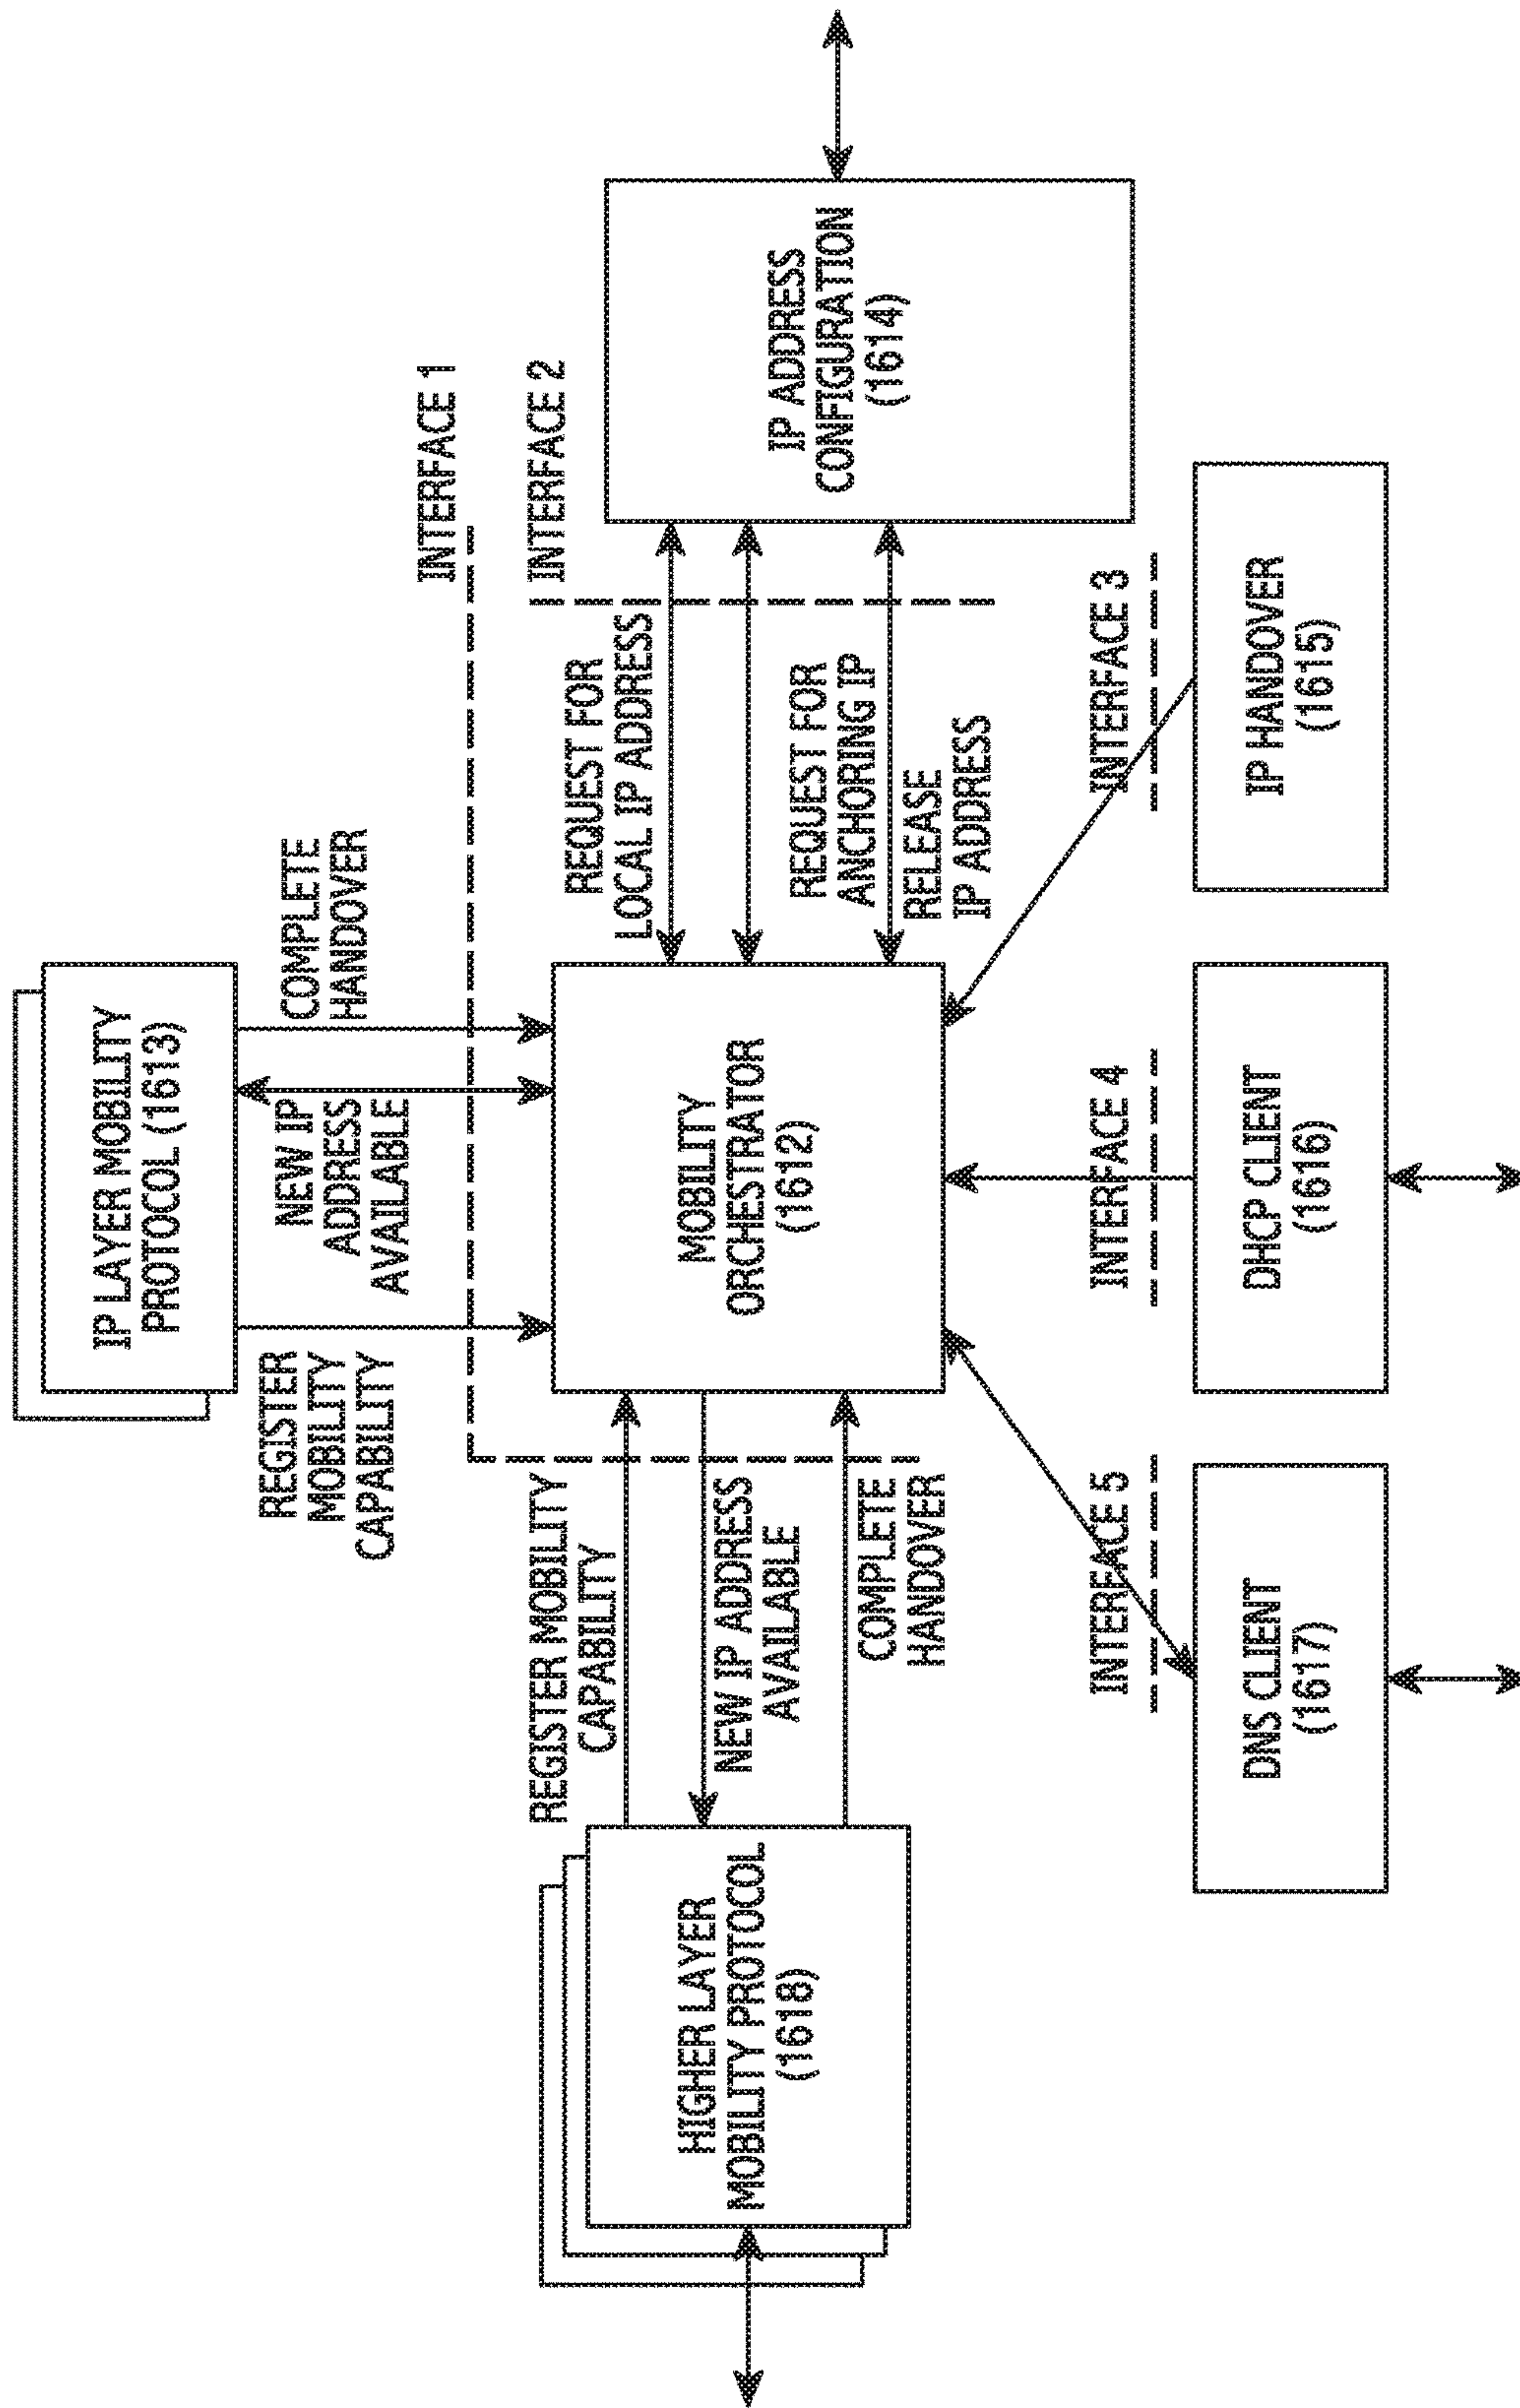 IP LAYER MOBILITY
PROTOCOL (1613)
REGISTER
MOBILITY
CAPABILITY
NEW IP
ADDRESS
AVAILABLE
COMPLETE
HANDOVER
INTERFACE 1
INTERFACE 2
REGISTER MOBILITY
CAPABILITY
NEW IP ADDRESS
AVAILABLE
COMPLETE
HANDOVER
HIGHER LAYER
MOBILITY PROTOCOL
(1618)
MOBILITY
ORCHESTRATOR
(1612)
REQUEST FOR
LOCAL IP ADDRESS
REQUEST FOR
ANCHORING IP
RELEASE
IP ADDRESS
IP ADDRESS
CONFIGURATION
(1614)
INTEREACE 5
INTERFACE 4
INTERFACE 3
DNS CLIENT
(1617)
DHCP CLIENT
(1616)
IP HANDOVER
(1615)